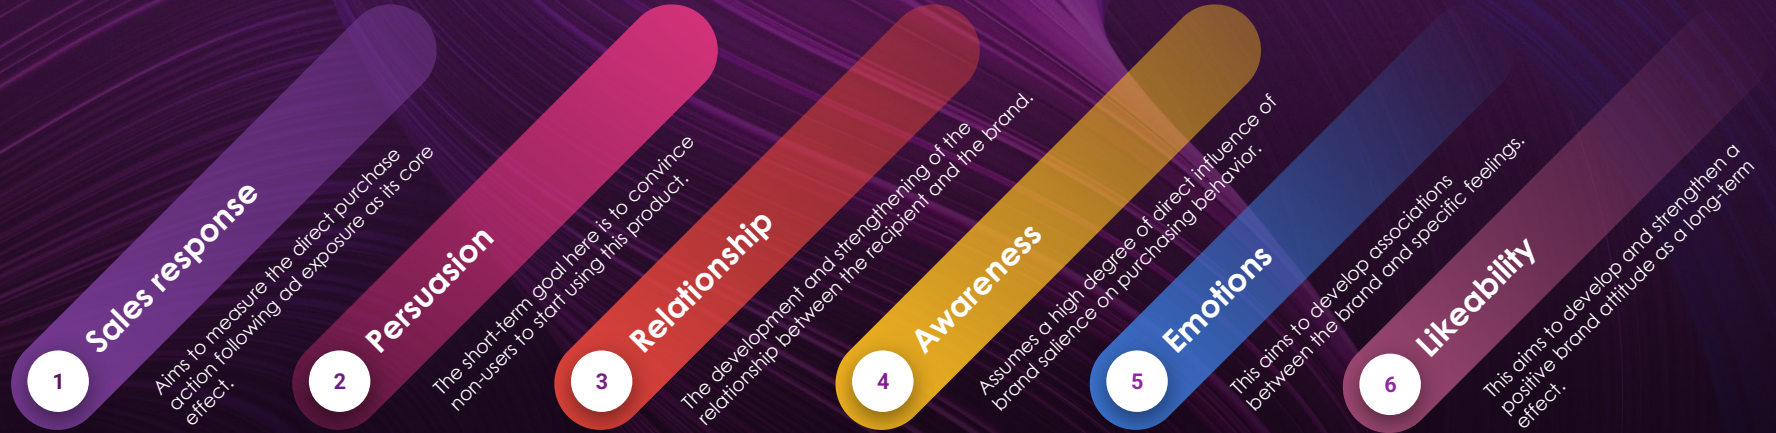 1
Sales response
Aims to measure the direct purchase
action following ad exposure as its core
effect.
2
Persuasion
The short-term goal here is to convince
non-users to start using this product.
3
Relationship
The development and strengthening of the
relationship between the recipient and the brand.
4
Awareness
Assumes a high degree of direct influence of
brand salience on purchasing behavior.
5
Emotions
This aims to develop associations
between the brand and specific feelings.
6
Likeability
This aims to develop and strengthen a
positive brand attitude as a long-term
effect.